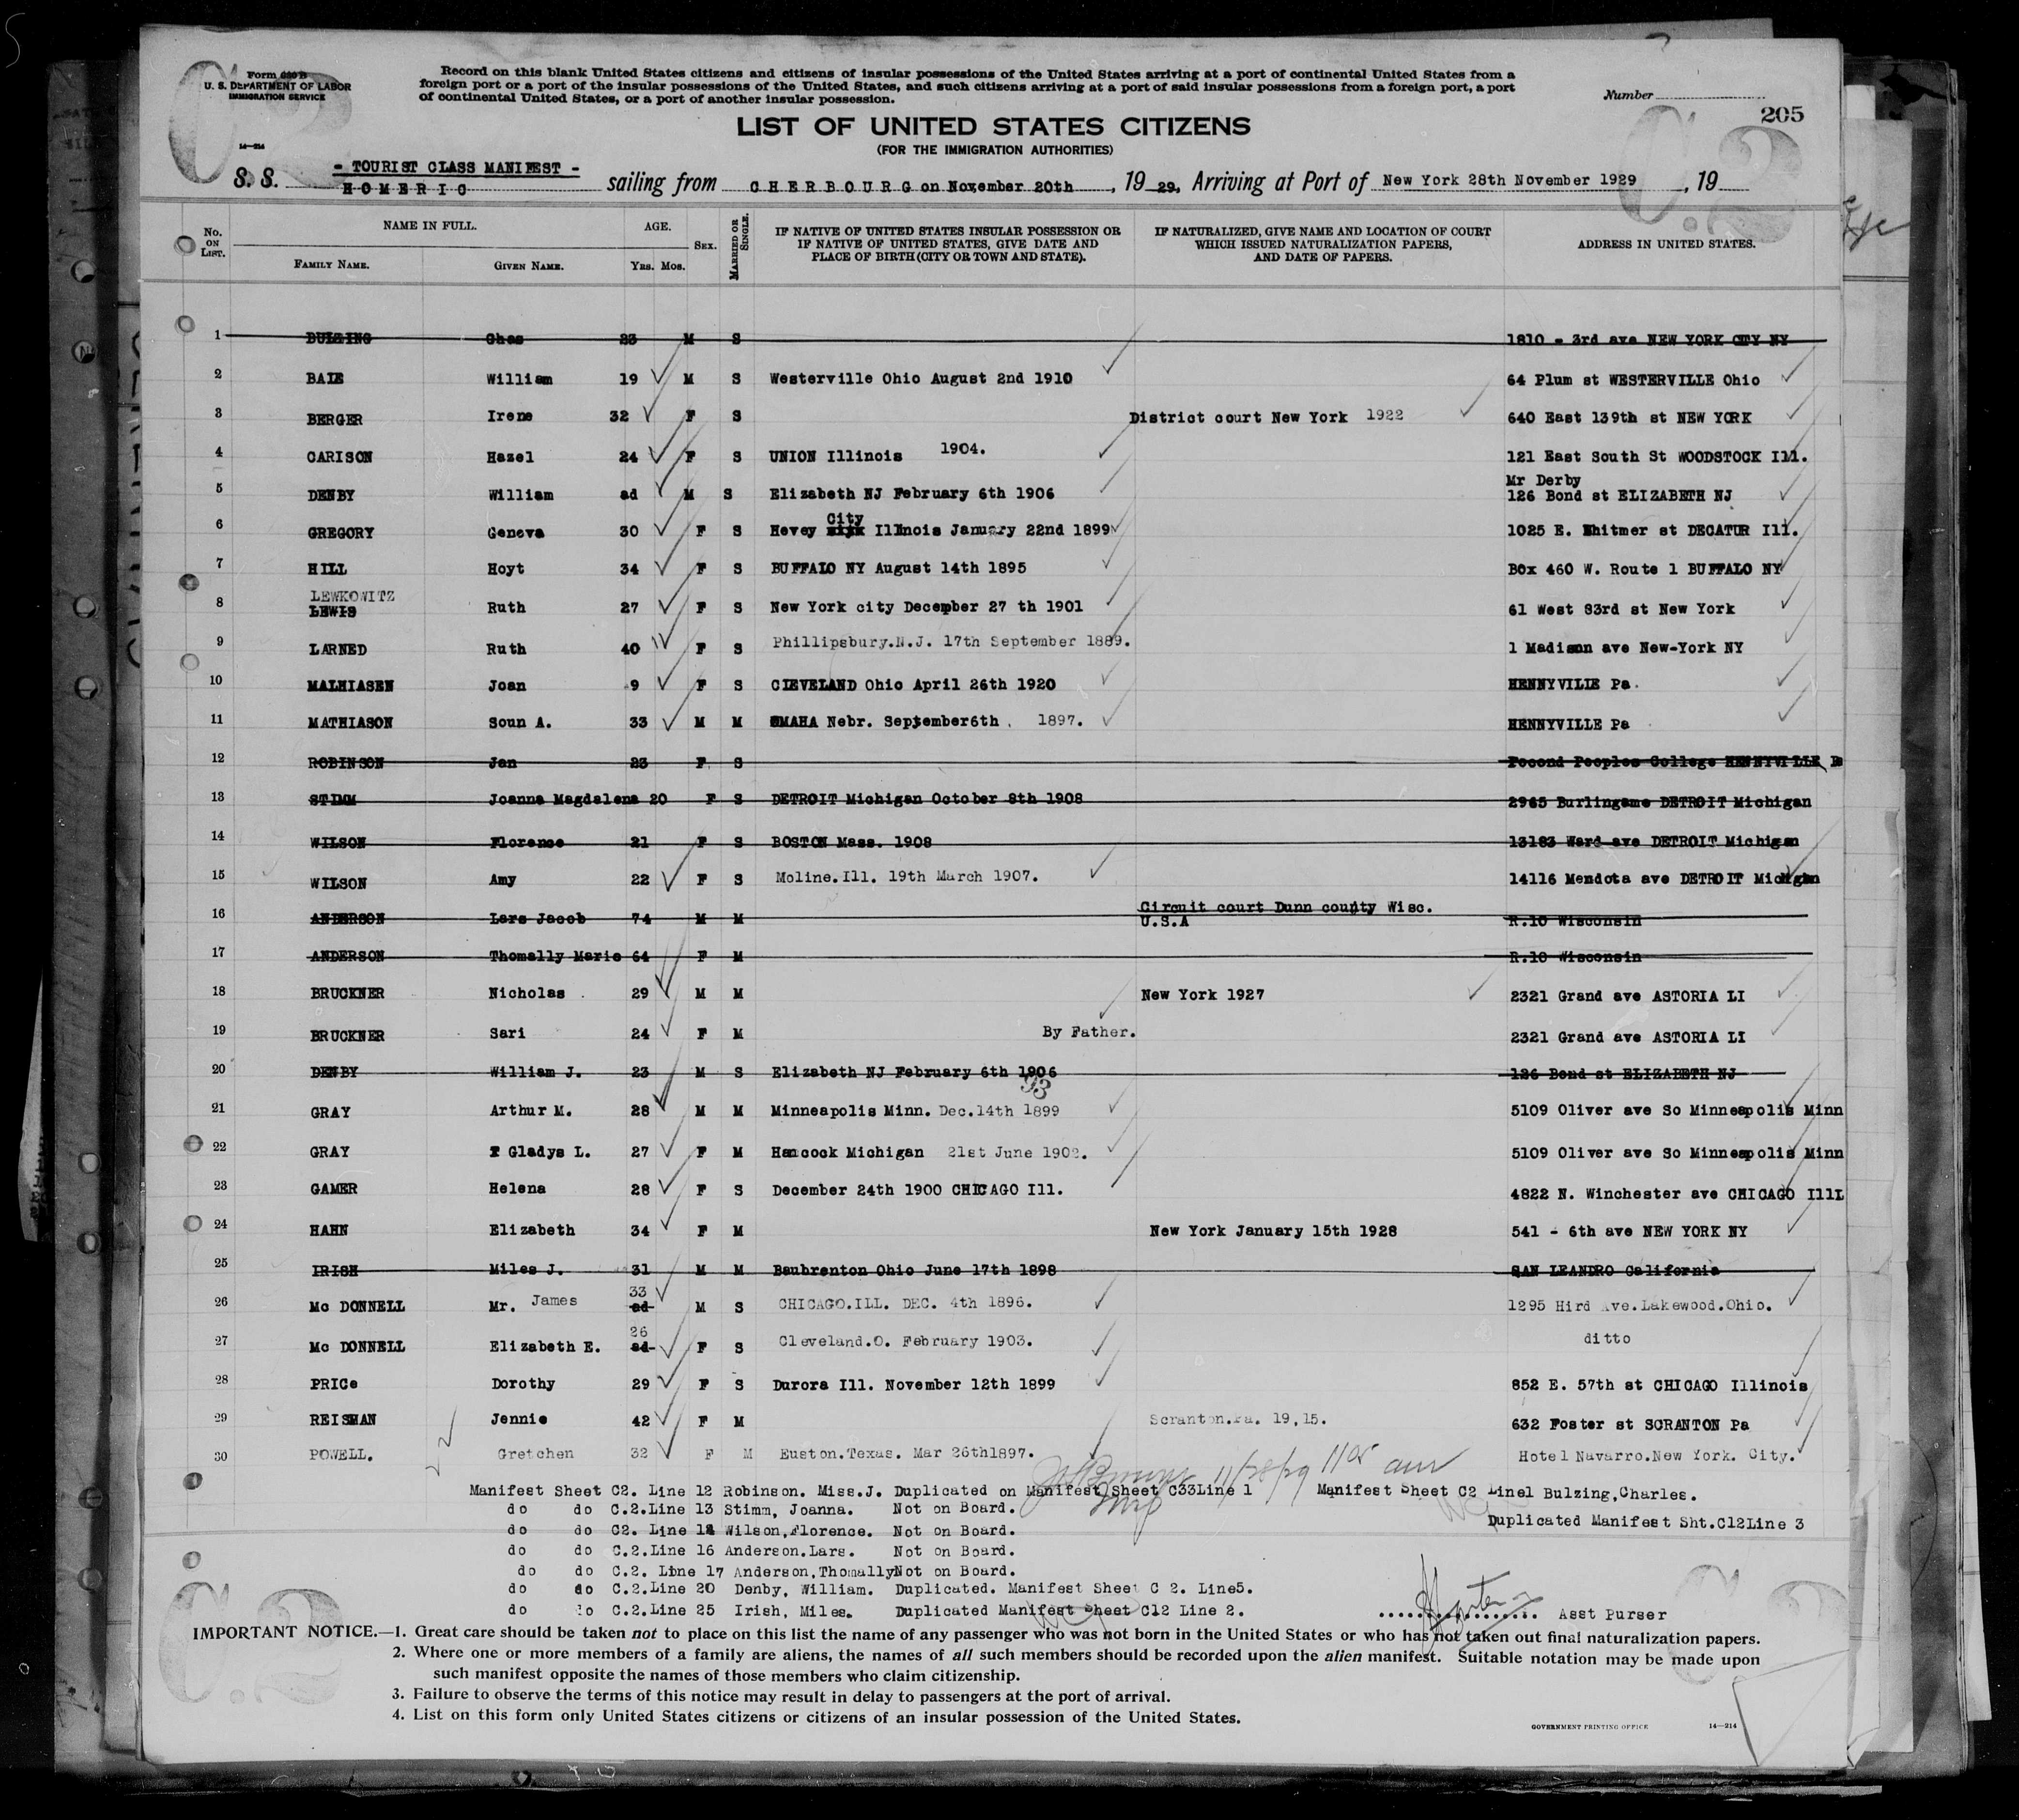 Form 630 B
U. S. DEPARTMENT OF LABOR
IMMIGRATION SERVICE
14—214
Record on this blank United States citizens and citizens of insular possessions of the United States arriving at a port of continental United States from a
foreign port or a port of the insular possessions of the United States, and such citizens arriving at a port of said insular possessions from a foreign port, a port
of continental United States, or a port of another insular possession.
Number
205
C.2
C.2
LIST OF UNITED STATES CITIZENS
(FOR THE IMMIGRATION AUTHORITIES)
- TOURIST CLASS MANIFEST -
S. S. HOMERIC sailing from CHERBOURG on November 20th, 19 29, Arriving at Port of New York 28th November 1929, 19
No. ON LIST. NAME IN FULL. FAMILY NAME. GIVEN NAME. AGE. YRS. MOS. SEX. MARRIED OR SINGLE. IF NATIVE OF UNITED STATES INSULAR POSSESSION OR IF NATIVE OF UNITED STATES, GIVE DATE AND PLACE OF BIRTH (CITY OR TOWN AND STATE). IF NATURALIZED, GIVE NAME AND LOCATION OF COURT WHICH ISSUED NATURALIZATION PAPERS, AND DATE OF PAPERS. ADDRESS IN UNITED STATES.
1 BULZING Chas 23 M S 1810 - 3rd ave NEW YORK CITY NY
2 BAIE William 19 M S Westerville Ohio August 2nd 1910 64 Plum st WESTERVILLE Ohio
3 BERGER Irene 32 F S District court New York 1922 640 East 139th st NEW YORK
4 CARISON Hazel 24 F S UNION Illinois 1904. 121 East South St WOODSTOCK Ill.
Mr Derby
5 DENBY William ad M S Elizabeth NJ February 6th 1906 126 Bond st ELIZABETH NJ
6 GREGORY Geneva 30 F S Hevey City Illinois January 22nd 1899 1025 E. Whitmer st DECATUR Ill.
7 HILL Hoyt 34 F S BUFFALO NY August 14th 1895 Box 460 W. Route 1 BUFFALO NY
LEWKOWITZ
8 LEWIS Ruth 27 F S New York city December 27 th 1901 61 West 83rd st New York
9 LARNED Ruth 40 F S Phillipsbury.N.J. 17th September 1889. 1 Madison ave New-York NY
10 MALHIASEN Joan 9 F S CLEVELAND Ohio April 26th 1920 HENNYVILLE Pa.
11 MATHIASON Soun A. 33 M M OMAHA Nebr. September6th, 1897. HENNYVILLE Pa
12 ROBINSON Jan 23 F S Pocond Peoples College HENNYVILLE Pa
13 STIMM Joanna Magdalena 20 F S DETROIT Michigan October 8th 1908 2965 Burlingame DETROIT Michigan
14 WILSON Florence 21 F S BOSTON Mass. 1908 13183 Ward ave DETROIT Michigan
15 WILSON Amy 22 F S Moline.Ill. 19th March 1907. 14116 Mendota ave DETROIT Michigan
16 ANDERSON Lars Jacob 74 M M Circuit court Dunn county Wisc. U.S.A R.10 Wisconsin
17 ANDERSON Thomally Marie 64 F M R.10 Wisconsin
18 BRUCKNER Nicholas 29 M M New York 1927 2321 Grand ave ASTORIA LI
19 BRUCKNER Sari 24 F M By Father. 2321 Grand ave ASTORIA LI
20 DENBY William J. 23 M S Elizabeth NJ February 6th 1906 126 Bond st ELIZABETH NJ
93
21 GRAY Arthur M. 28 M M Minneapolis Minn. Dec.14th 1899 5109 Oliver ave So Minneapolis Minn
22 GRAY Gladys L. 27 F M Hancock Michigan 21st June 1902. 5109 Oliver ave So Minneapolis Minn
23 GAMER Helena 28 F S December 24th 1900 CHICAGO Ill. 4822 N. Winchester ave CHICAGO Ill
24 HAHN Elizabeth 34 F M New York January 15th 1928 541 - 6th ave NEW YORK NY
25 IRISH Miles J. 31 M M Baubrenton Ohio June 17th 1898 SAN LEANDRO California
33
26 Mc DONNELL Mr. James ad M S CHICAGO.ILL. DEC. 4th 1896. 1295 Hird Ave.Lakewood.Ohio.
26
27 Mc DONNELL Elizabeth E. ad F S Cleveland.O. February 1903. ditto
28 PRICe Dorothy 29 F S Durora Ill. November 12th 1899 852 E. 57th st CHICAGO Illinois
29 REISMAN Jennie 42 F M Scranton.Pa. 19,15. 632 Foster st SCRANTON Pa
30 POWELL. Gretchen 32 F M Euston.Texas. Mar 26th1897. Hotel Navarro.New York. City.
11/28/29
Manifest Sheet C2. Line 12 Robinson. Miss.J. Duplicated on Manifest Sheet C33Line 1 Manifest Sheet C2 Line1 Bulzing,Charles.
do do C.2.Line 13 Stimm, Joanna. Not on Board. Duplicated Manifest Sht.C12Line 3
do do C2. Line 14 Wilson,Florence. Not on Board.
do do C.2.Line 16 Anderson.Lars. Not on Board.
do do C.2. Line 17 Anderson,Thomally Not on Board.
do do C.2.Line 20 Denby, William. Duplicated. Manifest Sheet C 2. Line5.
do do C.2.Line 25 Irish, Miles. Duplicated Manifest Sheet C12 Line 2. Asst Purser
C.2
C.2
IMPORTANT NOTICE.—1. Great care should be taken not to place on this list the name of any passenger who was not born in the United States or who has not taken out final naturalization papers.
2. Where one or more members of a family are aliens, the names of all such members should be recorded upon the alien manifest. Suitable notation may be made upon
such manifest opposite the names of those members who claim citizenship.
3. Failure to observe the terms of this notice may result in delay to passengers at the port of arrival.
4. List on this form only United States citizens or citizens of an insular possession of the United States.
GOVERNMENT PRINTING OFFICE 14—214